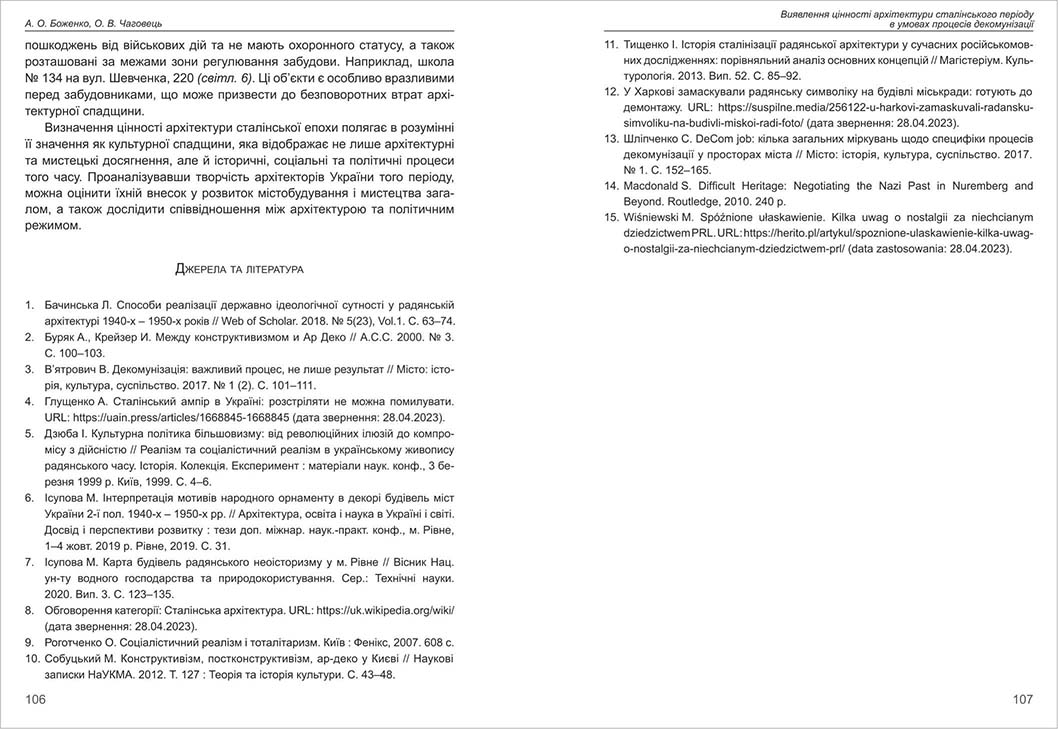 А. О. Боженко, О. В. Чаговець
пошкоджень від військових дій та не мають охоронного статусу, а також
розташовані за межами зони регулювання забудови. Наприклад, школа
№ 134 на вул. Шевченка, 220 (світл. 6). Ці об’єкти є особливо вразливими
перед забудовниками, що може призвести до безповоротних втрат архі-
тектурної спадщини.
Визначення цінності архітектури сталінської епохи полягає в розумінні
її значення як культурної спадщини, яка відображає не лише архітектурні
та мистецькі досягнення, але й історичні, соціальні та політичні процеси
того часу. Проаналізувавши творчість архітекторів України того періоду,
можна оцінити їхній внесок у розвиток містобудування і мистецтва зага-
лом, а також дослідити співвідношення між архітектурою та політичним
режимом.
Джерела та література
1. Бачинська Л. Способи реалізації державно ідеологічної сутності у радянській
архітектурі 1940-х – 1950-х років // Web of Scholar. 2018. № 5(23), Vol.1. С. 63–74.
2. Буряк А., Крейзер И. Между конструктивизмом и Ар Деко // А.С.С. 2000. № 3.
С. 100–103.
3. В’ятрович В. Декомунізація: важливий процес, не лише результат // Місто: істо-
рія, культура, суспільство. 2017. № 1 (2). С. 101–111.
4. Глущенко А. Сталінський ампір в Україні: розстріляти не можна помилувати.
URL: https://uain.press/articles/1668845-1668845 (дата звернення: 28.04.2023).
5. Дзюба І. Культурна політика більшовизму: від революційних ілюзій до компро-
місу з дійсністю // Реалізм та соціалістичний реалізм в українському живопису
радянського часу. Історія. Колекція. Експеримент : матеріали наук. конф., 3 бе-
резня 1999 р. Київ, 1999. С. 4–6.
6. Ісупова М. Інтерпретація мотивів народного орнаменту в декорі будівель міст
України 2-ї пол. 1940-х – 1950-х рр. // Архітектура, освіта і наука в Україні і світі.
Досвід і перспективи розвитку : тези доп. міжнар. наук.-практ. конф., м. Рівне,
1–4 жовт. 2019 р. Рівне, 2019. С. 31.
7. Ісупова М. Карта будівель радянського неоісторизму у м. Рівне // Вісник Нац.
ун-ту водного господарства та природокористування. Сер.: Технічні науки.
2020. Вип. 3. С. 123–135.
8. Обговорення категорії: Сталінська архітектура. URL: https://uk.wikipedia.org/wiki/
(дата звернення: 28.04.2023).
9. Роготченко О. Соціалістичний реалізм і тоталітаризм. Київ : Фенікс, 2007. 608 с.
10. Собуцький М. Конструктивізм, постконструктивізм, ар-деко у Києві // Наукові
записки НаУКМА. 2012. Т. 127 : Теорія та історія культури. С. 43–48.
106
Виявлення цінності архітектури сталінського періоду
в умовах процесів декомунізації
11. Тищенко І. Історія сталінізації радянської архітектури у сучасних російськомов-
них дослідженнях: порівняльний аналіз основних концепцій // Магістеріум. Куль-
турологія. 2013. Вип. 52. С. 85–92.
12. У Харкові замаскували радянську символіку на будівлі міськради: готують до
демонтажу. URL: https://suspilne.media/256122-u-harkovi-zamaskuvali-radansku-
simvoliku-na-budivli-miskoi-radi-foto/ (дата звернення: 28.04.2023).
13. Шліпченко С. DeCom job: кілька загальних міркувань щодо специфіки процесів
декомунізації у просторах міста // Місто: історія, культура, суспільство. 2017.
№ 1. С. 152–165.
14. Macdonald S. Difficult Heritage: Negotiating the Nazi Past in Nuremberg and
Beyond. Routledge, 2010. 240 p.
15. Wiśniewski M. Spóźnione ułaskawienie. Kilka uwag o nostalgii za niechcianym
dziedzictwem PRL. URL: https://herito.pl/artykul/spoznione-ulaskawienie-kilka-uwag-
o-nostalgii-za-niechcianym-dziedzictwem-prl/ (data zastosowania: 28.04.2023).
107